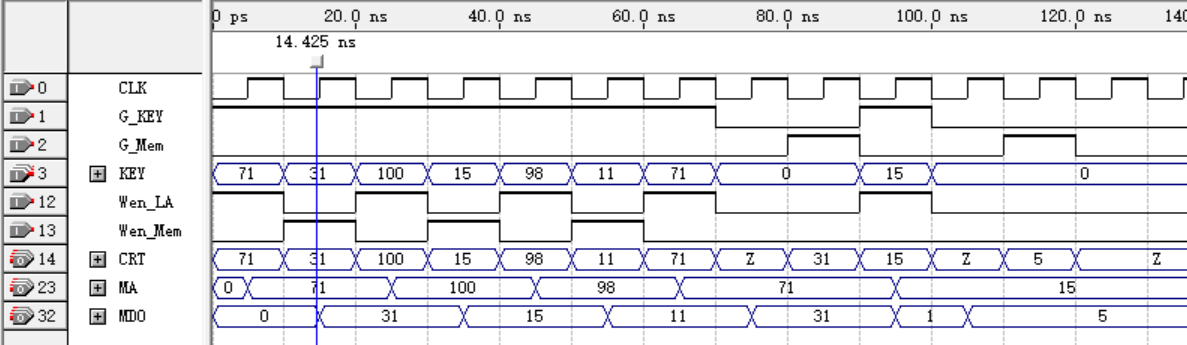 0 ps 20.0 ns 40.0 ns 60.0 ns 80.0 ns 100.0 ns 120.0 ns 140
14.425 ns
0 CLK
1 G_KEY
2 G_Mem
3 KEY 71 31 100 15 98 11 71 0 15 0
12 Wen_LA
13 Wen_Mem
14 CRT 71 31 100 15 98 11 71 Z 31 15 Z 5 Z
23 MA 0 71 100 98 71 15
32 MDO 0 31 15 11 31 1 5